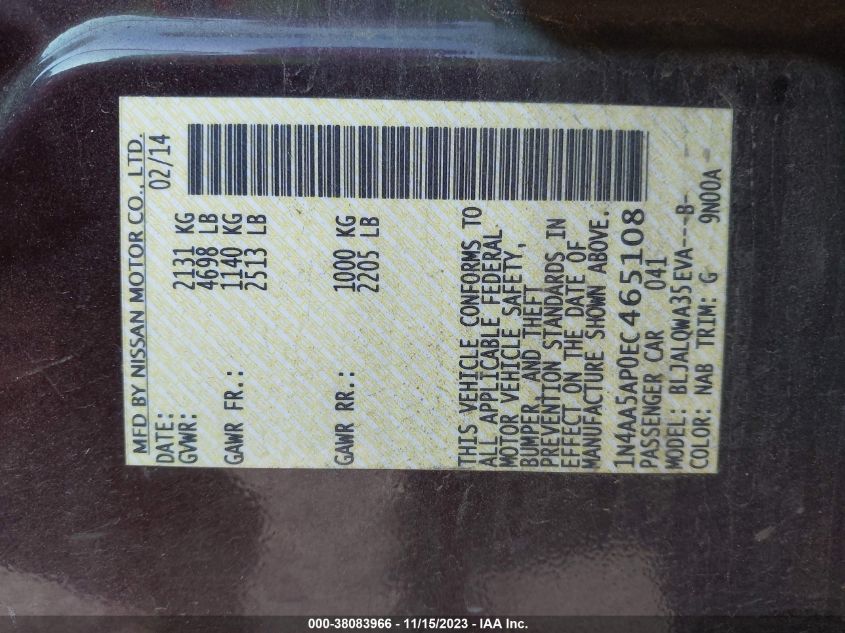 MFD BY NISSAN MOTOR CO., LTD.
DATE: 02/14
GVWR: 2131 KG
4698 LB
GAWR FR.: 1140 KG
2513 LB
GAWR RR.: 1000 KG
2205 LB
THIS VEHICLE CONFORMS TO
ALL APPLICABLE FEDERAL
MOTOR VEHICLE SAFETY,
BUMPER, AND THEFT
PREVENTION STANDARDS IN
EFFECT ON THE DATE OF
MANUFACTURE SHOWN ABOVE.
1N4AA5AP0EC465108
PASSENGER CAR 041
MODEL: BLJALQWA35EVA---B- --
COLOR: NAB TRIM: G 9N00A -
000-38083966 - 11/15/2023 - IAA Inc.